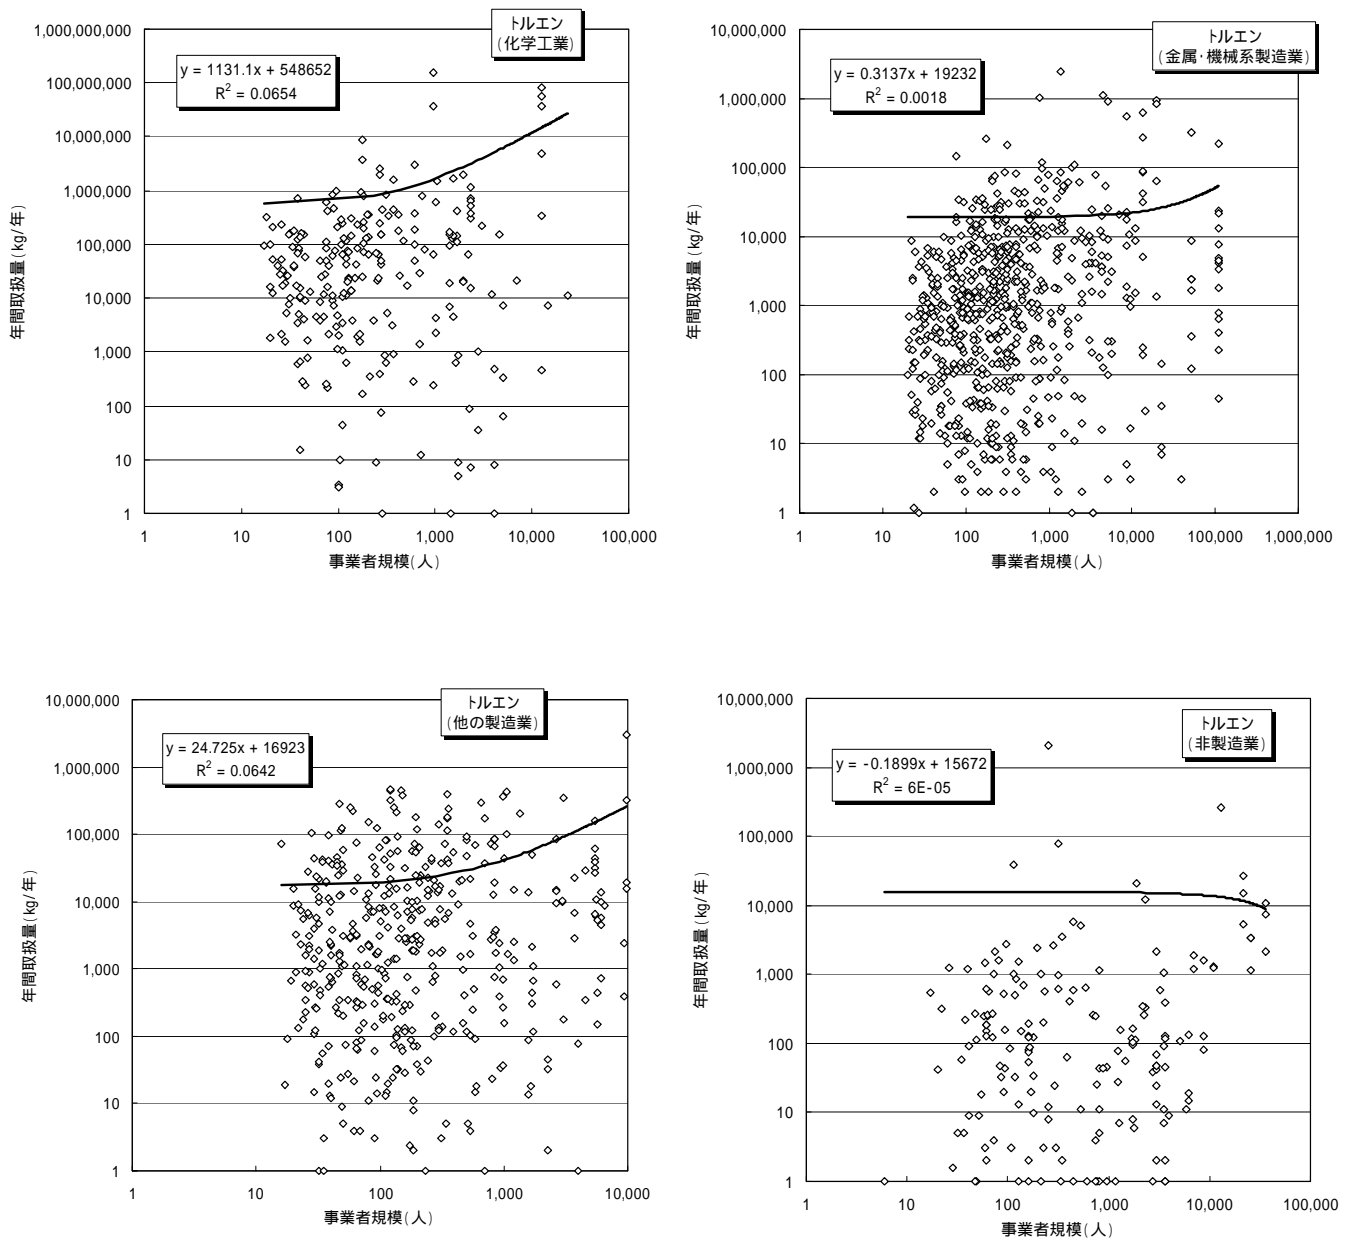 トルエン
(化学工業)
y = 1131.1x + 548652
R² = 0.0654
1,000,000,000
100,000,000
10,000,000
1,000,000
100,000
10,000
1,000
100
10
1
年間取扱量(kg/年)
1 10 100 1,000 10,000 100,000
事業者規模(人)
トルエン
(金属・機械系製造業)
y = 0.3137x + 19232
R² = 0.0018
10,000,000
1,000,000
100,000
10,000
1,000
100
10
1
年間取扱量(kg/年)
1 10 100 1,000 10,000 100,000 1,000,000
事業者規模(人)
トルエン
(他の製造業)
y = 24.725x + 16923
R² = 0.0642
10,000,000
1,000,000
100,000
10,000
1,000
100
10
1
年間取扱量(kg/年)
1 10 100 1,000 10,000
事業者規模(人)
トルエン
(非製造業)
y = -0.1899x + 15672
R² = 6E-05
10,000,000
1,000,000
100,000
10,000
1,000
100
10
1
年間取扱量(kg/年)
1 10 100 1,000 10,000 100,000
事業者規模(人)